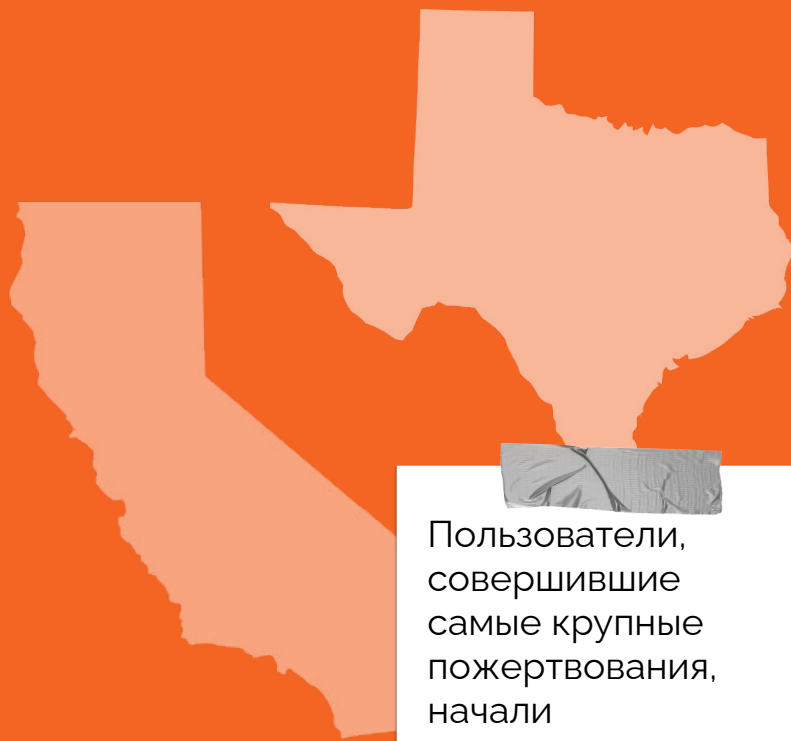 Пользователи,
совершившие
самые крупные
пожертвования,
начали